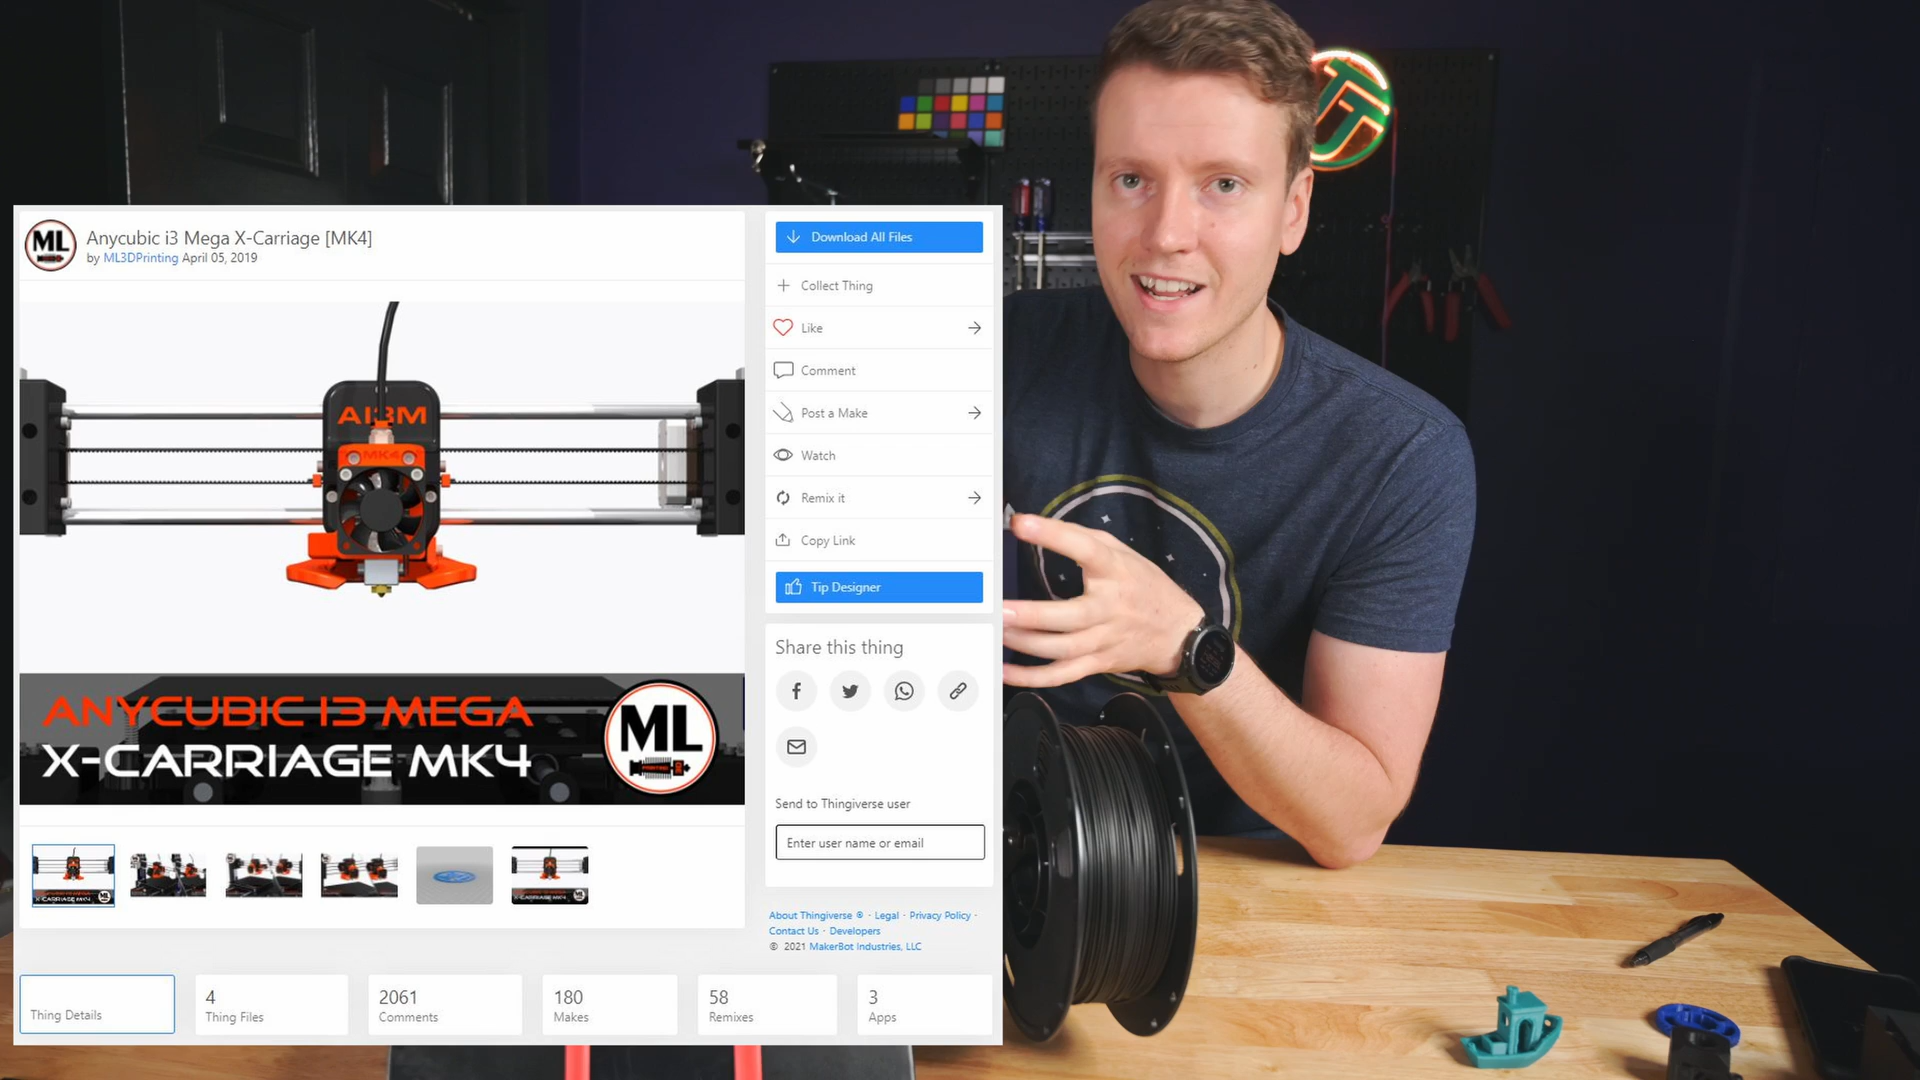 ML
Anycubic i3 Mega X-Carriage [MK4]
by ML3DPrinting April 05, 2019
AI3M
MK4
ANYCUBIC I3 MEGA
X-CARRIAGE MK4
ML
Download All Files
Collect Thing
Like
Comment
Post a Make
Watch
Remix it
Copy Link
Tip Designer
Share this thing
Send to Thingiverse user
Enter user name or email
About Thingiverse ® · Legal · Privacy Policy ·
Contact Us · Developers
© 2021 MakerBot Industries, LLC
Thing Details
4
Thing Files
2061
Comments
180
Makes
58
Remixes
3
Apps